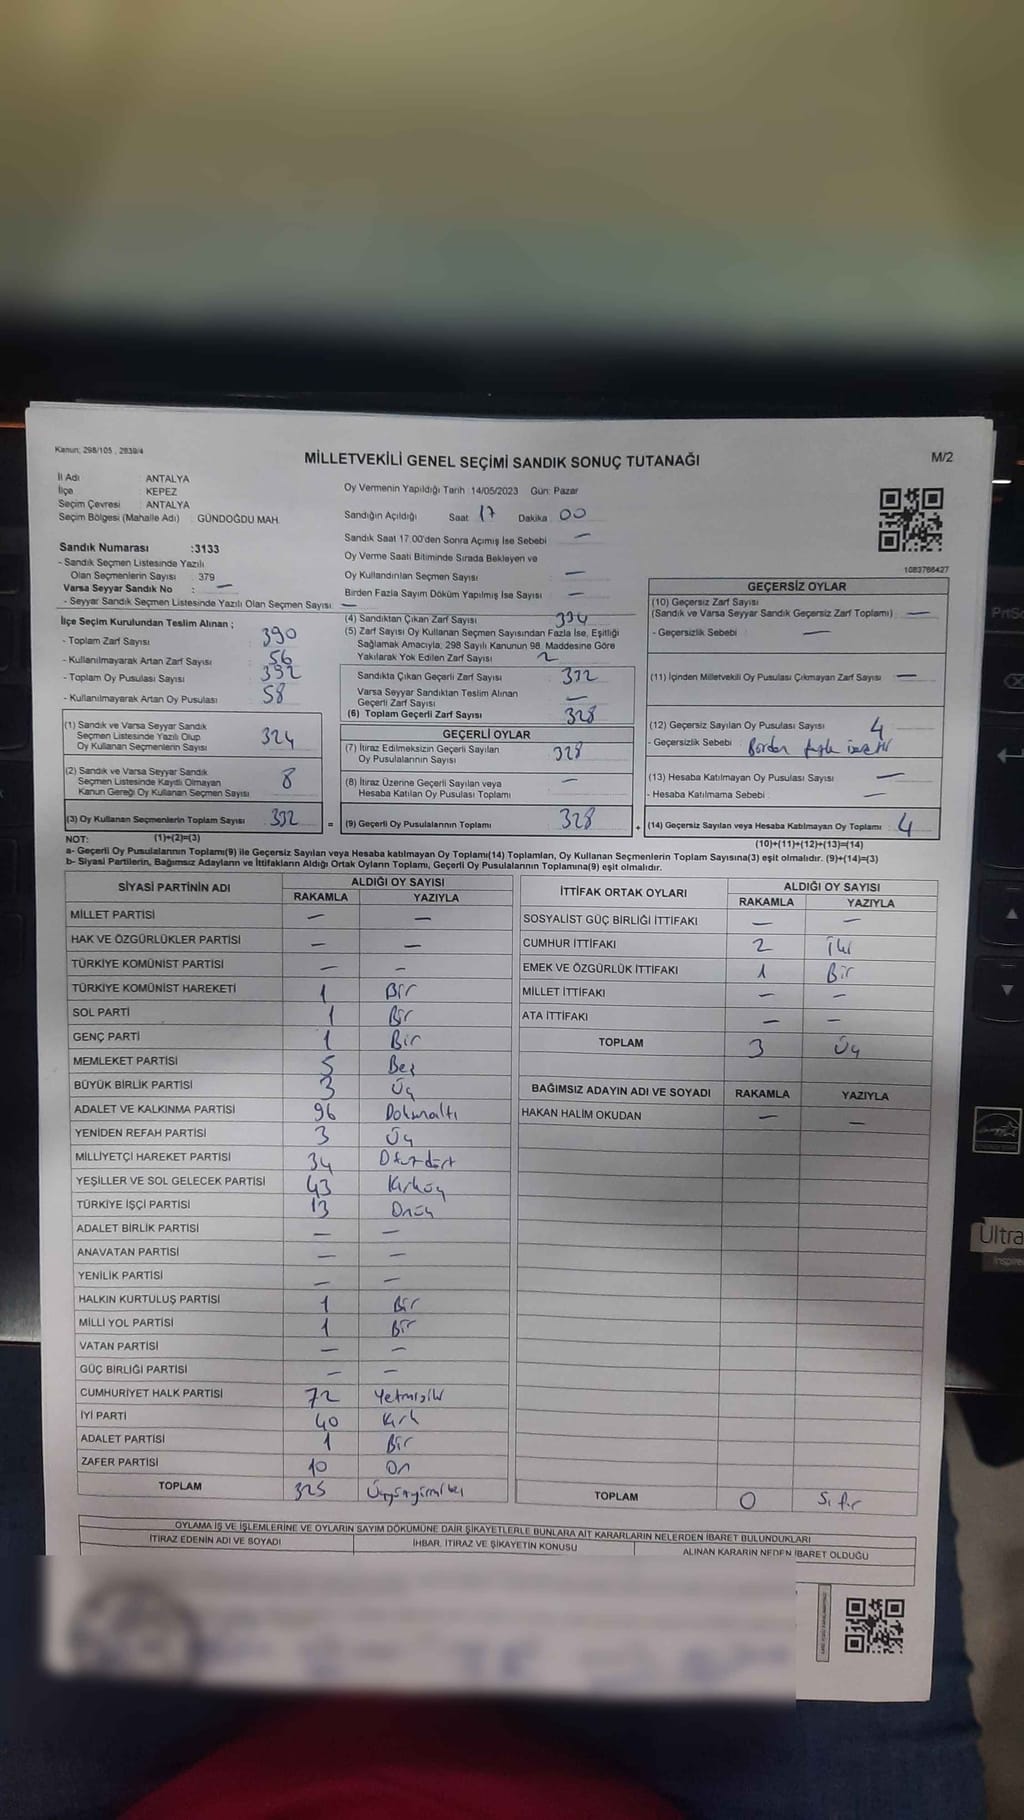 Kanun; 298/105 , 2839/4
MİLLETVEKİLİ GENEL SEÇİMİ SANDIK SONUÇ TUTANAĞI
M/2
İl Adı : ANTALYA
İlçe : KEPEZ
Seçim Çevresi : ANTALYA
Seçim Bölgesi (Mahalle Adı) : GÜNDOĞDU MAH.
Oy Vermenin Yapıldığı Tarih 14/05/2023 Gün: Pazar
Sandığın Açıldığı Saat 17 Dakika 00
Sandık Saat 17.00'den Sonra Açımış İse Sebebi —
Oy Verme Saati Bitiminde Sırada Bekleyen ve
Oy Kullandırılan Seçmen Sayısı —
Birden Fazla Sayım Döküm Yapılmış İse Sayısı —
1083766427
Sandık Numarası :3133
- Sandık Seçmen Listesinde Yazılı
Olan Seçmenlerin Sayısı : 379
Varsa Seyyar Sandık No : —
- Seyyar Sandık Seçmen Listesinde Yazılı Olan Seçmen Sayısı : —
İlçe Seçim Kurulundan Teslim Alınan ;
- Toplam Zarf Sayısı : 390
- Kullanılmayarak Artan Zarf Sayısı : 56
- Toplam Oy Pusulası Sayısı : 392
- Kullanılmayarak Artan Oy Pusulası : 58
(1) Sandık ve Varsa Seyyar Sandık
Seçmen Listesinde Yazılı Olup
Oy Kullanan Seçmenlerin Sayısı 324
(2) Sandık ve Varsa Seyyar Sandık
Seçmen Listesinde Kayıtlı Olmayan
Kanun Gereği Oy Kullanan Seçmen Sayısı 8
(3) Oy Kullanan Seçmenlerin Toplam Sayısı 332
(4) Sandıktan Çıkan Zarf Sayısı 334
(5) Zarf Sayısı Oy Kullanan Seçmen Sayısından Fazla İse, Eşitliği
Sağlamak Amacıyla; 298 Sayılı Kanunun 98. Maddesine Göre
Yakılarak Yok Edilen Zarf Sayısı 2
Sandıkta Çıkan Geçerli Zarf Sayısı 332
Varsa Seyyar Sandıktan Teslim Alınan
Geçerli Zarf Sayısı —
(6) Toplam Geçerli Zarf Sayısı 328
GEÇERLİ OYLAR
(7) İtiraz Edilmeksizin Geçerli Sayılan
Oy Pusulalarının Sayısı 328
(8) İtiraz Üzerine Geçerli Sayılan veya
Hesaba Katılan Oy Pusulası Toplamı —
= (9) Geçerli Oy Pusulalarının Toplamı 328 +
GEÇERSİZ OYLAR
(10) Geçersiz Zarf Sayısı
(Sandık ve Varsa Seyyar Sandık Geçersiz Zarf Toplamı) —
- Geçersizlik Sebebi : —
(11) İçinden Milletvekili Oy Pusulası Çıkmayan Zarf Sayısı —
(12) Geçersiz Sayılan Oy Pusulası Sayısı 4
- Geçersizlik Sebebi : Birden fazla
(13) Hesaba Katılmayan Oy Pusulası Sayısı —
- Hesaba Katılmama Sebebi : —
(14) Geçersiz Sayılan veya Hesaba Katılmayan Oy Toplamı : 4
NOT: (1)+(2)=(3)
(10)+(11)+(12)+(13)=(14)
a- Geçerli Oy Pusulalarının Toplamı(9) ile Geçersiz Sayılan veya Hesaba katılmayan Oy Toplamı(14) Toplamları, Oy Kullanan Seçmenlerin Toplam Sayısına(3) eşit olmalıdır. (9)+(14)=(3)
b- Siyasi Partilerin, Bağımsız Adayların ve İttifakların Aldığı Ortak Oyların Toplamı, Geçerli Oy Pusulalarının Toplamına(9) eşit olmalıdır.
SİYASİ PARTİNİN ADI ALDIĞI OY SAYISI
RAKAMLA YAZIYLA
MİLLET PARTİSİ — —
HAK VE ÖZGÜRLÜKLER PARTİSİ — —
TÜRKİYE KOMÜNİST PARTİSİ — —
TÜRKİYE KOMÜNİST HAREKETİ 1 Bir
SOL PARTİ 1 Bir
GENÇ PARTİ 1 Bir
MEMLEKET PARTİSİ 5 Beş
BÜYÜK BİRLİK PARTİSİ 3 Üç
ADALET VE KALKINMA PARTİSİ 96 Doksanaltı
YENİDEN REFAH PARTİSİ 3 Üç
MİLLİYETÇİ HAREKET PARTİSİ 34 Otuzdört
YEŞİLLER VE SOL GELECEK PARTİSİ 43 Kırküç
TÜRKİYE İŞÇİ PARTİSİ 13 Onüç
ADALET BİRLİK PARTİSİ — —
ANAVATAN PARTİSİ — —
YENİLİK PARTİSİ — —
HALKIN KURTULUŞ PARTİSİ 1 Bir
MİLLİ YOL PARTİSİ 1 Bir
VATAN PARTİSİ — —
GÜÇ BİRLİĞİ PARTİSİ — —
CUMHURİYET HALK PARTİSİ 72 Yetmişiki
İYİ PARTİ 40 Kırk
ADALET PARTİSİ 1 Bir
ZAFER PARTİSİ 10 On
TOPLAM 325 Üçyüzyirmibeş
İTTİFAK ORTAK OYLARI ALDIĞI OY SAYISI
RAKAMLA YAZIYLA
SOSYALİST GÜÇ BİRLİĞİ İTTİFAKI — —
CUMHUR İTTİFAKI 2 İki
EMEK VE ÖZGÜRLÜK İTTİFAKI 1 Bir
MİLLET İTTİFAKI — —
ATA İTTİFAKI — —
TOPLAM 3 Üç
BAĞIMSIZ ADAYIN ADI VE SOYADI RAKAMLA YAZIYLA
HAKAN HALİM OKUDAN — —
TOPLAM 0 Sıfır
OYLAMA İŞ VE İŞLEMLERİNE VE OYLARIN SAYIM DÖKÜMÜNE DAİR ŞİKAYETLERLE BUNLARA AİT KARARLARIN NELERDEN İBARET BULUNDUKLARI
İTİRAZ EDENİN ADI VE SOYADI İHBAR, İTİRAZ VE ŞİKAYETİN KONUSU ALINAN KARARIN NEDEN İBARET OLDUĞU
PrtSc
Ultra
Inspire